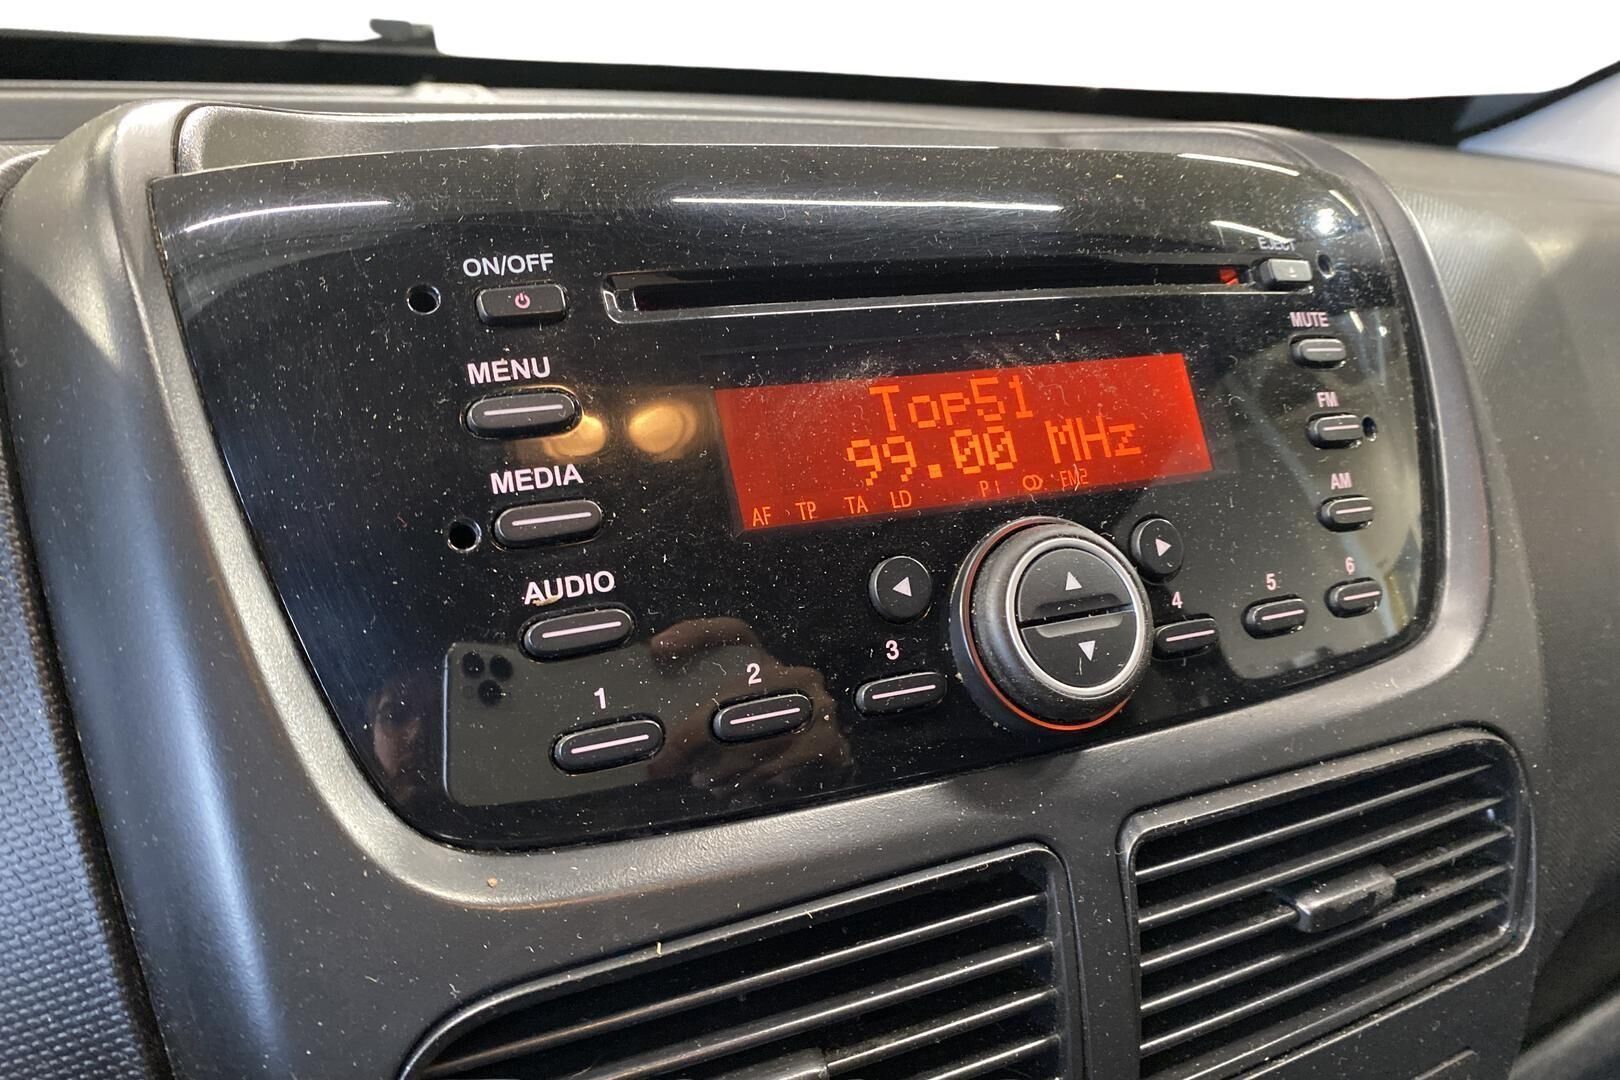 ON/OFF
EJECT
MENU
MUTE
Top51
99.00 MHz
AF TP TA LD PI FM2
FM
MEDIA
AM
AUDIO
1 2 3 4 5 6